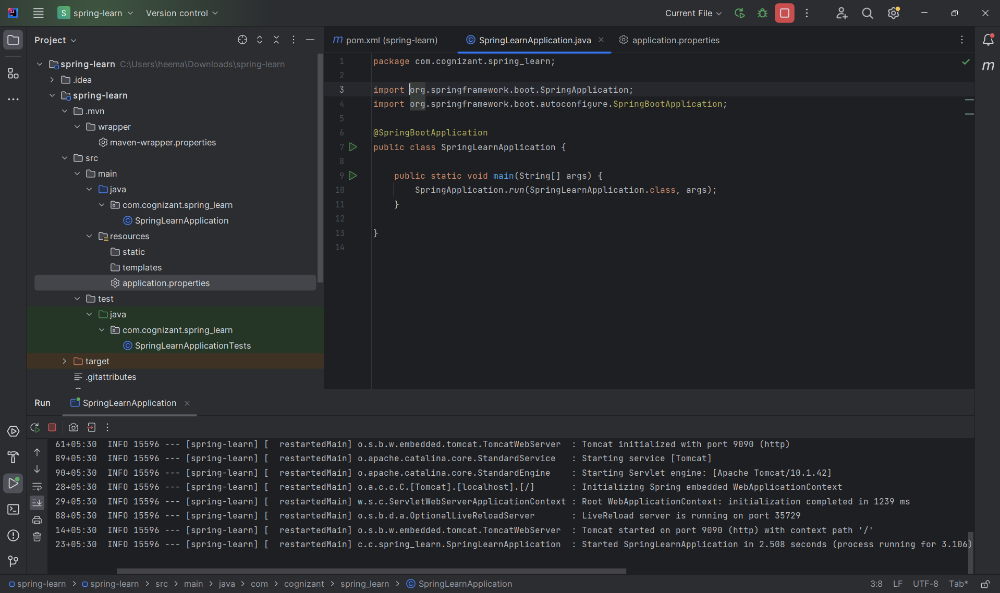 S spring-learn Version control Current File
Project
spring-learn C:\Users\heema\Downloads\spring-learn
.idea
spring-learn
.mvn
wrapper
maven-wrapper.properties
src
main
java
com.cognizant.spring_learn
SpringLearnApplication
resources
static
templates
application.properties
test
java
com.cognizant.spring_learn
SpringLearnApplicationTests
target
.gitattributes
m pom.xml (spring-learn) SpringLearnApplication.java application.properties
1 package com.cognizant.spring_learn;
2
3 import org.springframework.boot.SpringApplication;
4 import org.springframework.boot.autoconfigure.SpringBootApplication;
5
6 @SpringBootApplication
7 public class SpringLearnApplication {
8
9 public static void main(String[] args) {
10 SpringApplication.run(SpringLearnApplication.class, args);
11 }
12
13 }
14
m
Run SpringLearnApplication
61+05:30 INFO 15596 --- [spring-learn] [ restartedMain] o.s.b.w.embedded.tomcat.TomcatWebServer : Tomcat initialized with port 9090 (http)
89+05:30 INFO 15596 --- [spring-learn] [ restartedMain] o.apache.catalina.core.StandardService : Starting service [Tomcat]
90+05:30 INFO 15596 --- [spring-learn] [ restartedMain] o.apache.catalina.core.StandardEngine : Starting Servlet engine: [Apache Tomcat/10.1.42]
28+05:30 INFO 15596 --- [spring-learn] [ restartedMain] o.a.c.c.C.[Tomcat].[localhost].[/] : Initializing Spring embedded WebApplicationContext
29+05:30 INFO 15596 --- [spring-learn] [ restartedMain] w.s.c.ServletWebServerApplicationContext : Root WebApplicationContext: initialization completed in 1239 ms
88+05:30 INFO 15596 --- [spring-learn] [ restartedMain] o.s.b.d.a.OptionalLiveReloadServer : LiveReload server is running on port 35729
14+05:30 INFO 15596 --- [spring-learn] [ restartedMain] o.s.b.w.embedded.tomcat.TomcatWebServer : Tomcat started on port 9090 (http) with context path '/'
23+05:30 INFO 15596 --- [spring-learn] [ restartedMain] c.c.spring_learn.SpringLearnApplication : Started SpringLearnApplication in 2.508 seconds (process running for 3.106)
spring-learn > spring-learn > src > main > java > com > cognizant > spring_learn > SpringLearnApplication 3:8 LF UTF-8 Tab*